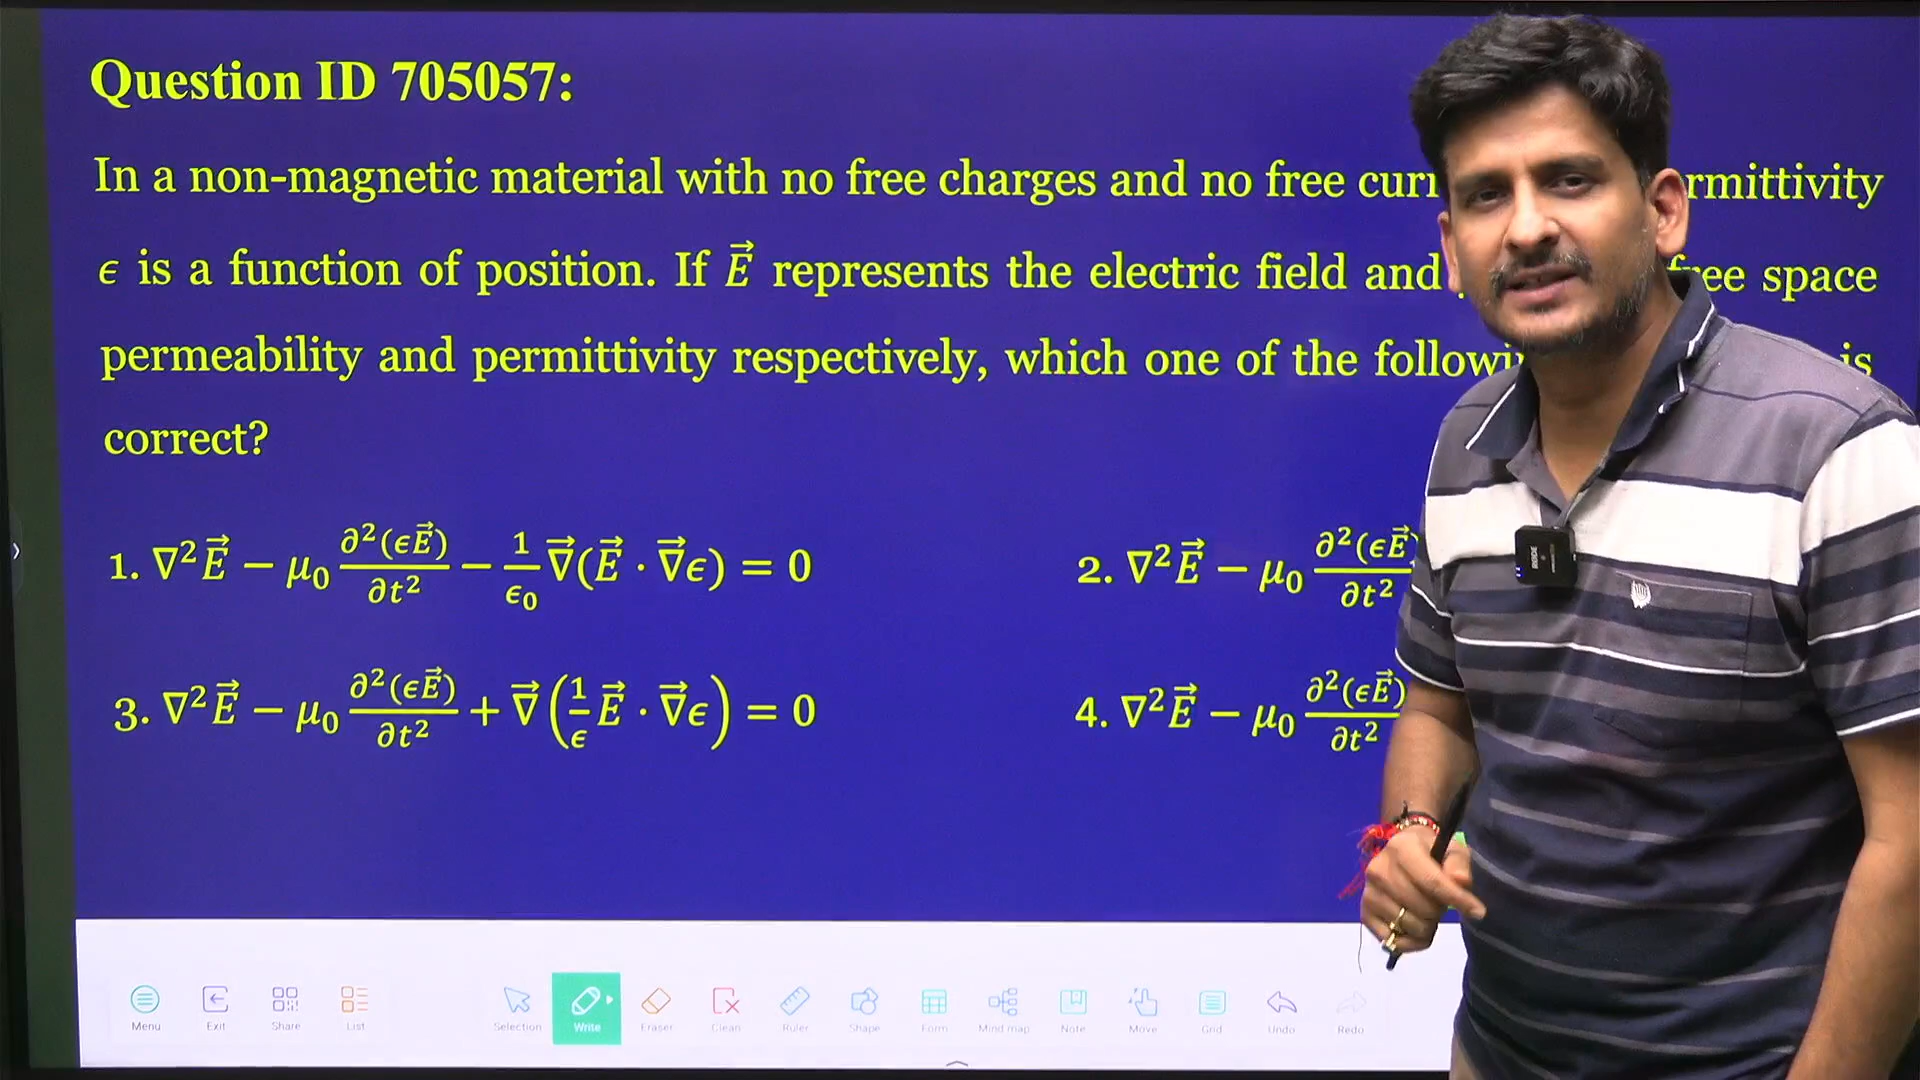 Question ID 705057:
In a non-magnetic material with no free charges and no free
ϵ is a function of position. If E⃗ represents the electric field and free space
permeability and permittivity respectively, which one of the is
correct?
1. ∇²E⃗ − μ₀ ∂²(ϵE⃗)/∂t² − 1/ϵ₀ ∇⃗(E⃗ · ∇⃗ϵ) = 0
2. ∇²E⃗ − μ₀ ∂²(ϵE⃗)/∂t²
3. ∇²E⃗ − μ₀ ∂²(ϵE⃗)/∂t² + ∇⃗(1/ϵ E⃗ · ∇⃗ϵ) = 0
4. ∇²E⃗ − μ₀ ∂²(ϵE⃗)/∂t²
RODE
Menu Exit Share List Selection Write Eraser Clean Ruler Shape Form Mind map Note Move Grid Undo Redo